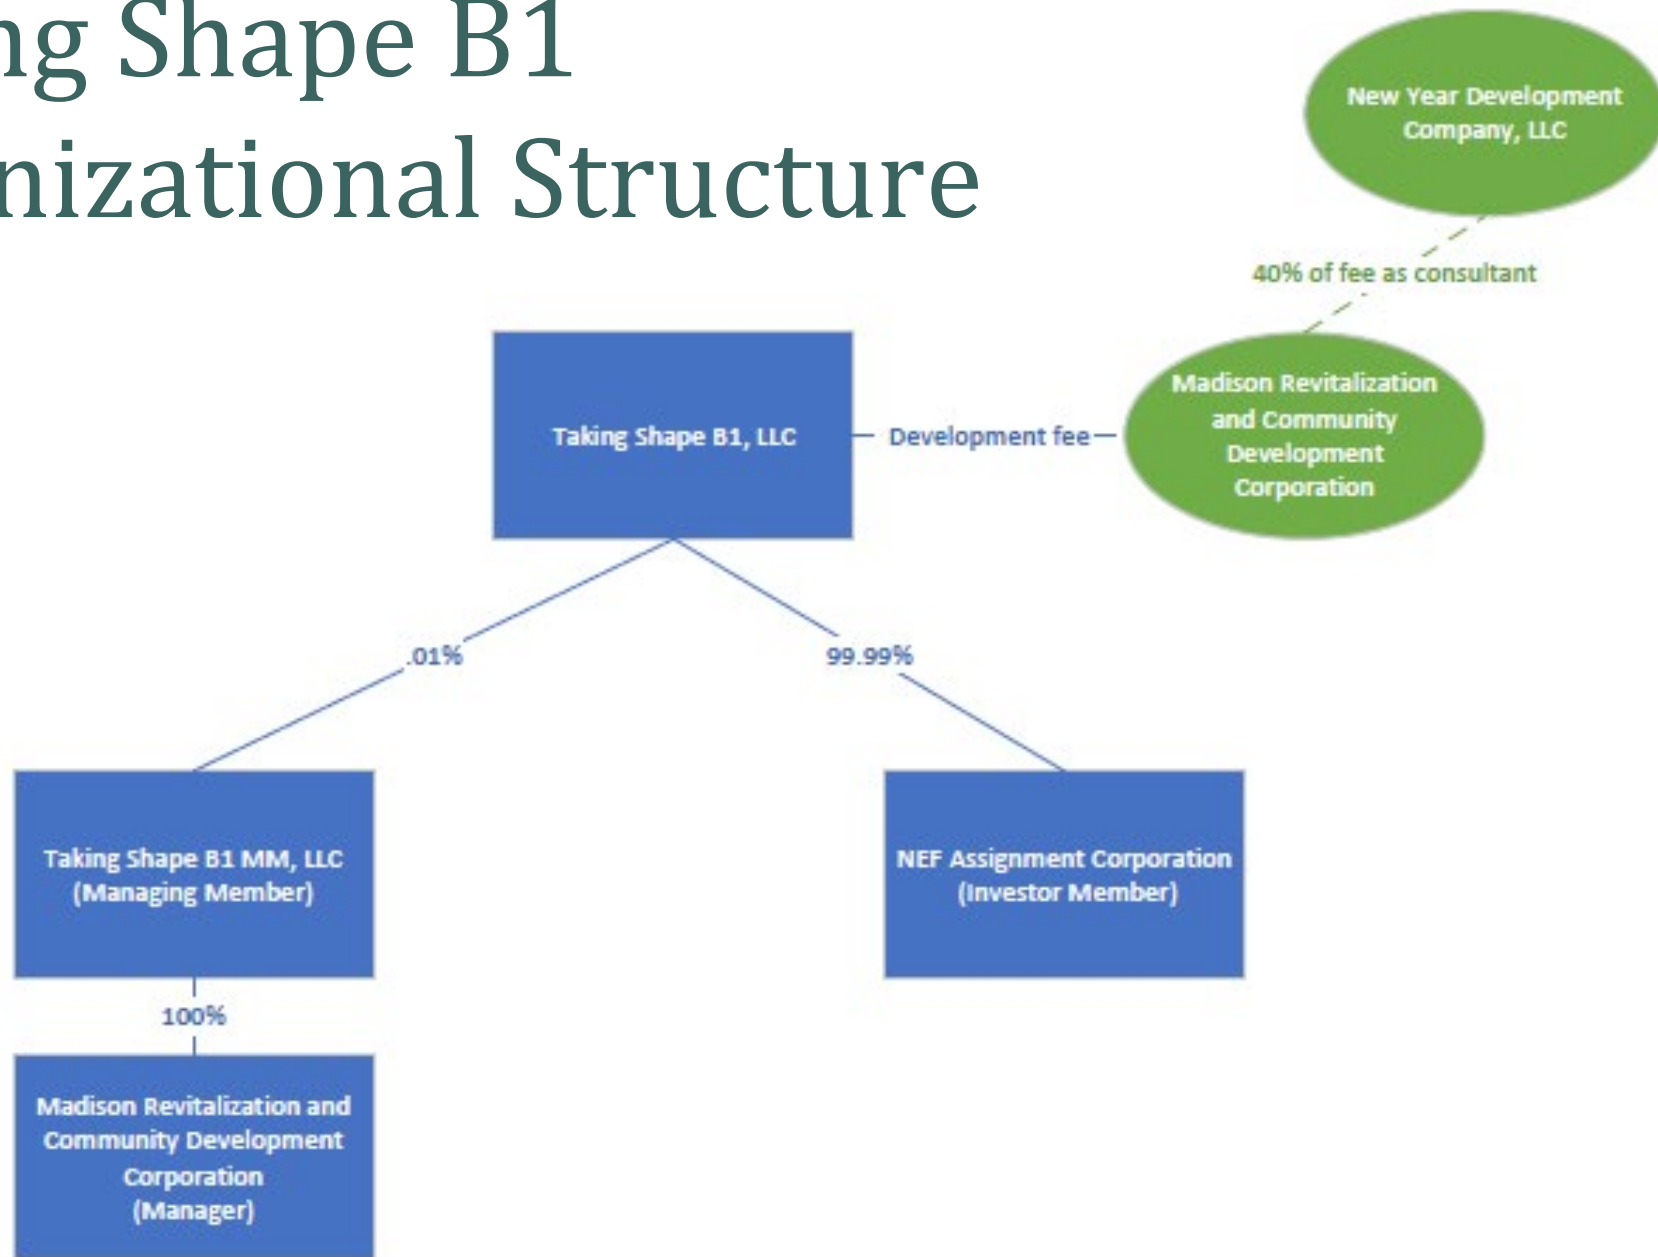 ng Shape B1
nizational Structure
New Year Development
Company, LLC
40% of fee as consultant
Taking Shape B1, LLC
Development fee
Madison Revitalization
and Community
Development
Corporation
.01%
99.99%
Taking Shape B1 MM, LLC
(Managing Member)
NEF Assignment Corporation
(Investor Member)
100%
Madison Revitalization and
Community Development
Corporation
(Manager)